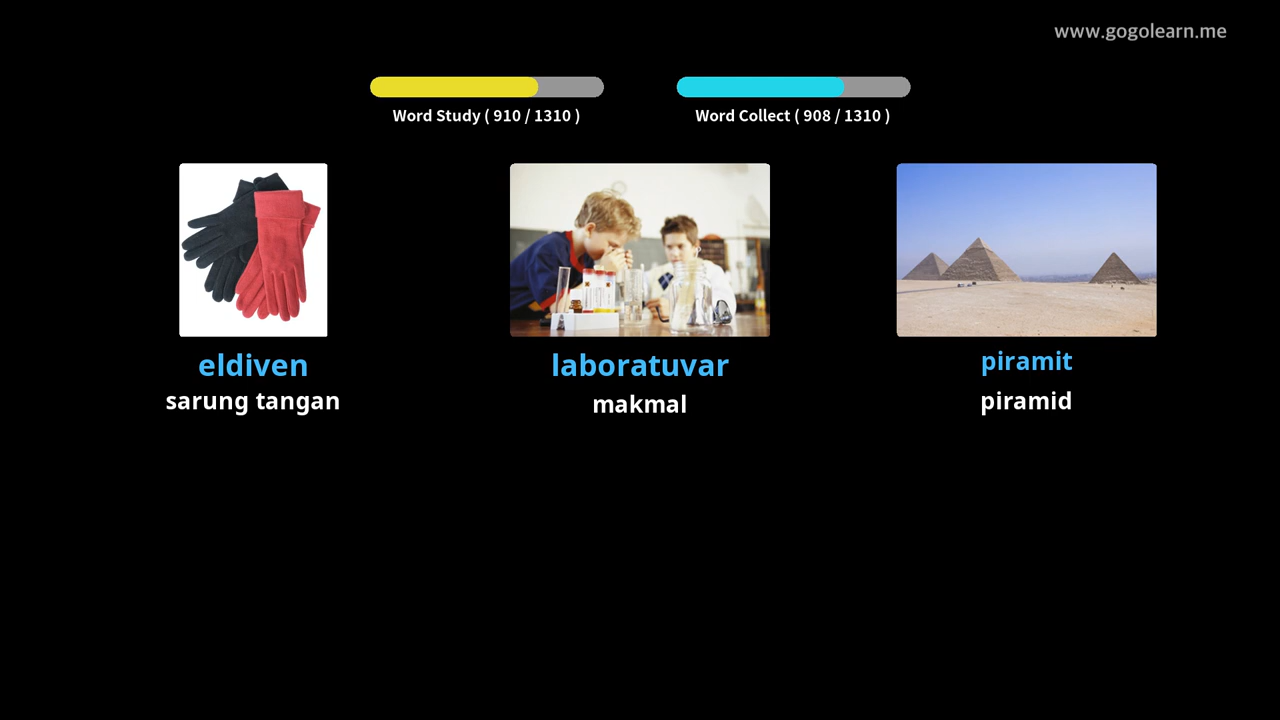 www.gogolearn.me
Word Study ( 910 / 1310 )
Word Collect ( 908 / 1310 )
eldiven
sarung tangan
laboratuvar
makmal
piramit
piramid